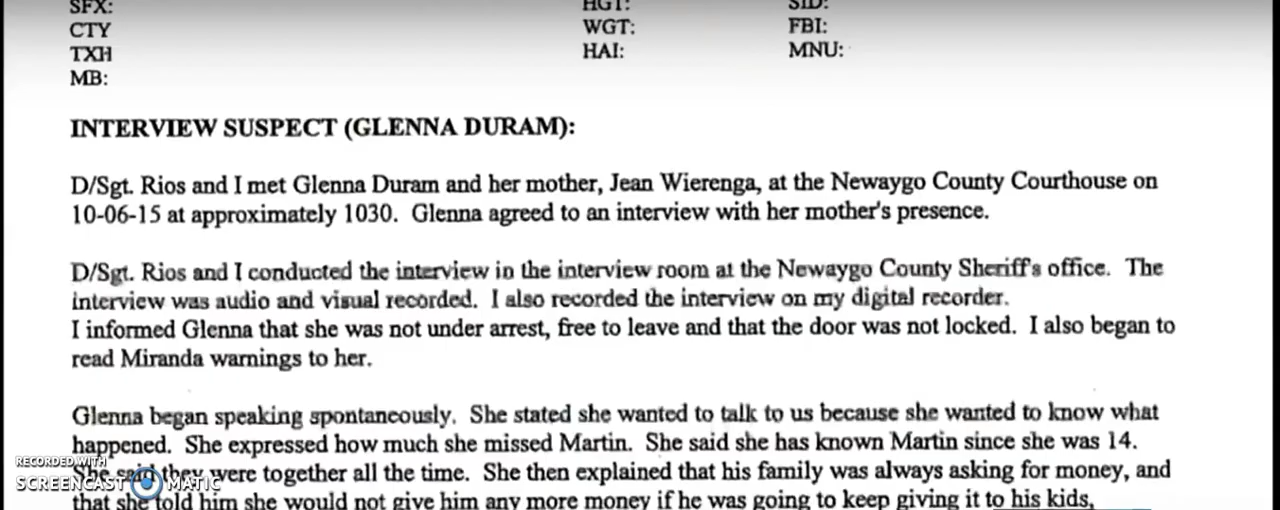 SFX: HGT: SID:
CTY WGT: FBI:
TXH HAI: MNU:
MB:
INTERVIEW SUSPECT (GLENNA DURAM):
D/Sgt. Rios and I met Glenna Duram and her mother, Jean Wierenga, at the Newaygo County Courthouse on
10-06-15 at approximately 1030. Glenna agreed to an interview with her mother's presence.
D/Sgt. Rios and I conducted the interview in the interview room at the Newaygo County Sheriff's office. The
interview was audio and visual recorded. I also recorded the interview on my digital recorder.
I informed Glenna that she was not under arrest, free to leave and that the door was not locked. I also began to
read Miranda warnings to her.
Glenna began speaking spontaneously. She stated she wanted to talk to us because she wanted to know what
happened. She expressed how much she missed Martin. She said she has known Martin since she was 14.
She said they were together all the time. She then explained that his family was always asking for money, and
that she told him she would not give him any more money if he was going to keep giving it to his kids,
RECORDED WITH
SCREENCAST MATIC